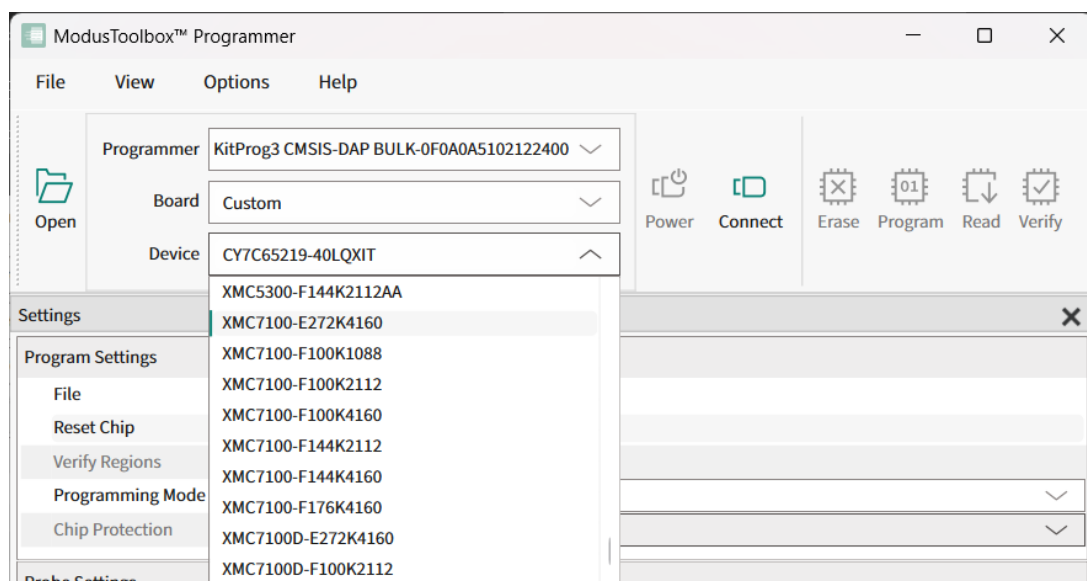 ModusToolbox™ Programmer
File View Options Help
Programmer KitProg3 CMSIS-DAP BULK-0F0A0A5102122400
Board Custom
Device CY7C65219-40LQXIT
Open
Power Connect Erase Program Read Verify
XMC5300-F144K2112AA
XMC7100-E272K4160
XMC7100-F100K1088
XMC7100-F100K2112
XMC7100-F100K4160
XMC7100-F144K2112
XMC7100-F144K4160
XMC7100-F176K4160
XMC7100D-E272K4160
XMC7100D-F100K2112
Settings
Program Settings
File
Reset Chip
Verify Regions
Programming Mode
Chip Protection
Probe Settings